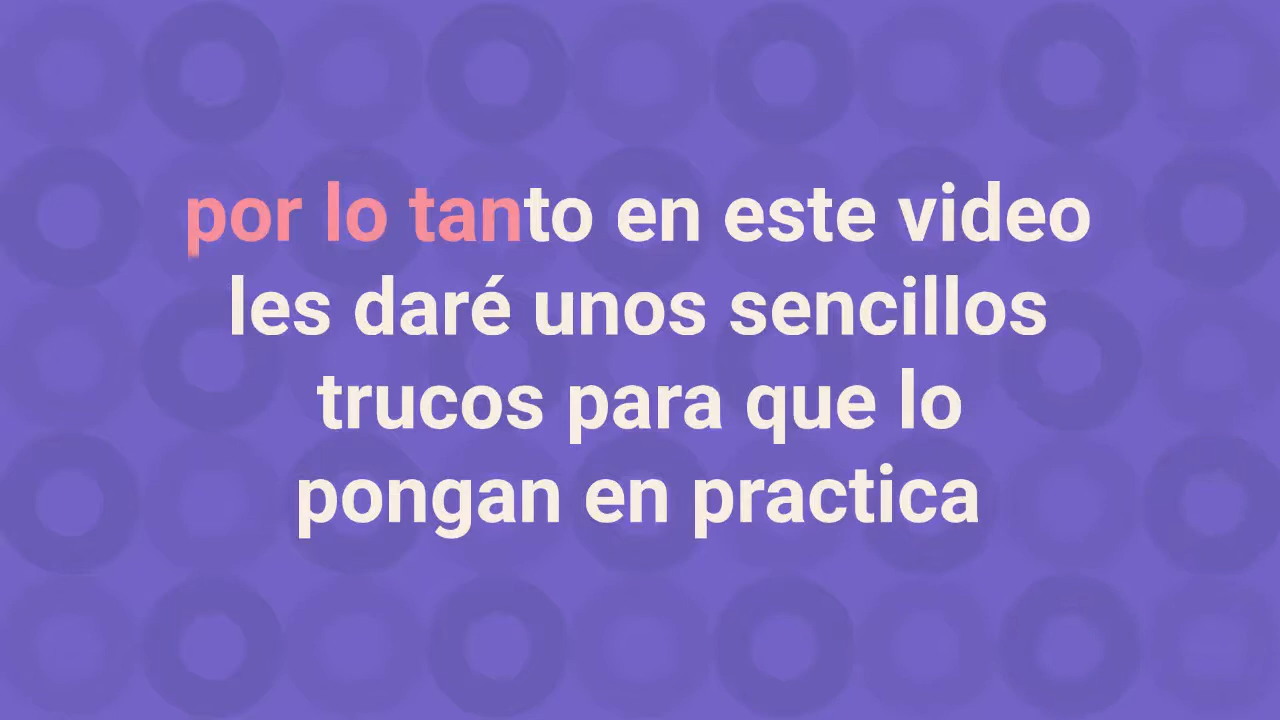 por lo tanto en este video
les daré unos sencillos
trucos para que lo
pongan en practica